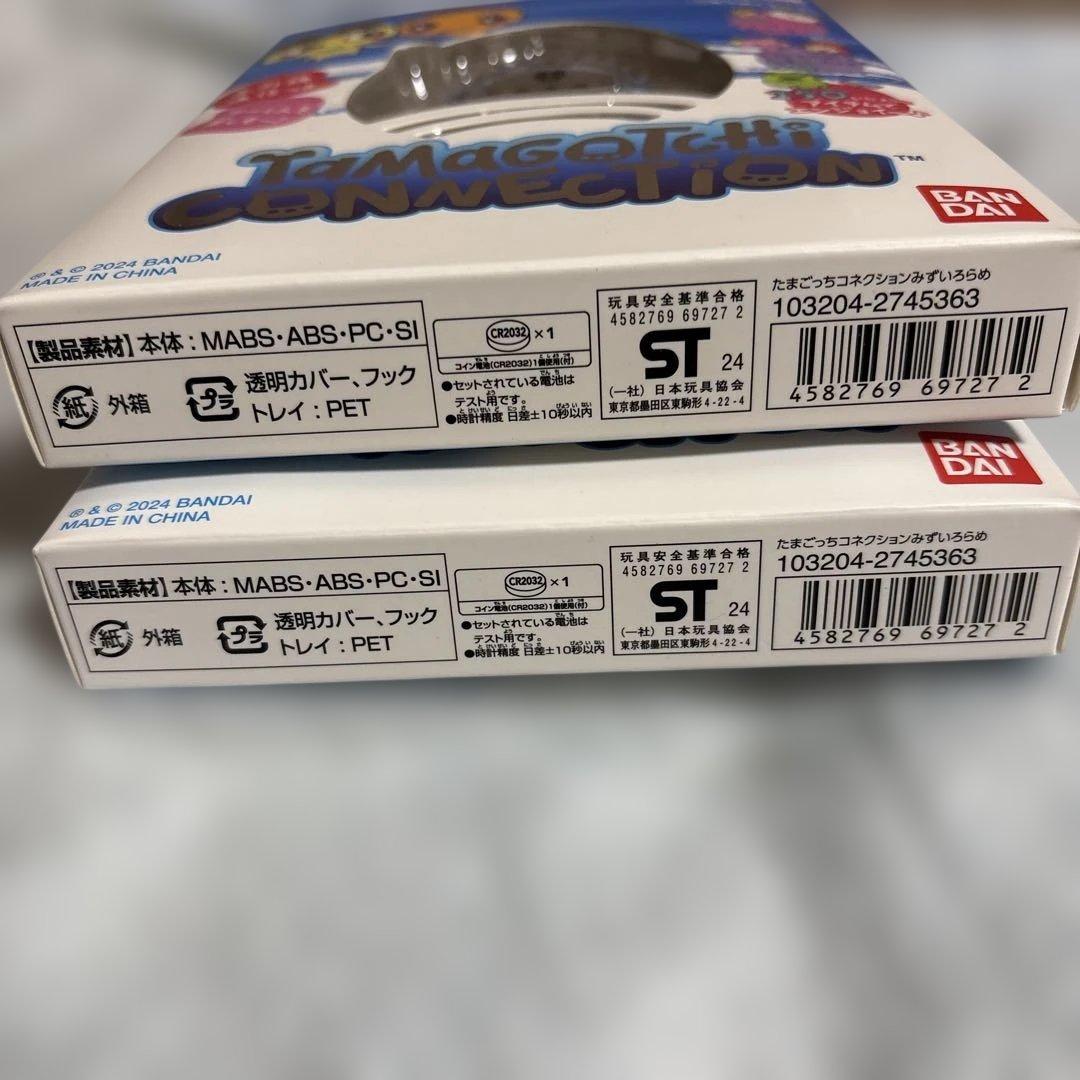 TAMAGOTCHI
CONNECTION™
BAN
DAI
® & © 2024 BANDAI
MADE IN CHINA
【製品素材】本体：MABS・ABS・PC・SI
紙 外箱
プラ 透明カバー、フック
トレイ：PET
CR2032 ×1
コイン電池(CR2032)1個使用(付)
●セットされている電池は
テスト用です。
●時計精度 日差±10秒以内
玩具安全基準合格
4582769 69727 2
ST 24
(一社) 日本玩具協会
東京都墨田区東駒形4-22-4
たまごっちコネクションみずいろらめ
103204-2745363
4582769 69727 2
BAN
DAI
® & © 2024 BANDAI
MADE IN CHINA
【製品素材】本体：MABS・ABS・PC・SI
紙 外箱
プラ 透明カバー、フック
トレイ：PET
CR2032 ×1
コイン電池(CR2032)1個使用(付)
●セットされている電池は
テスト用です。
●時計精度 日差±10秒以内
玩具安全基準合格
4582769 69727 2
ST 24
(一社) 日本玩具協会
東京都墨田区東駒形4-22-4
たまごっちコネクションみずいろらめ
103204-2745363
4582769 69727 2